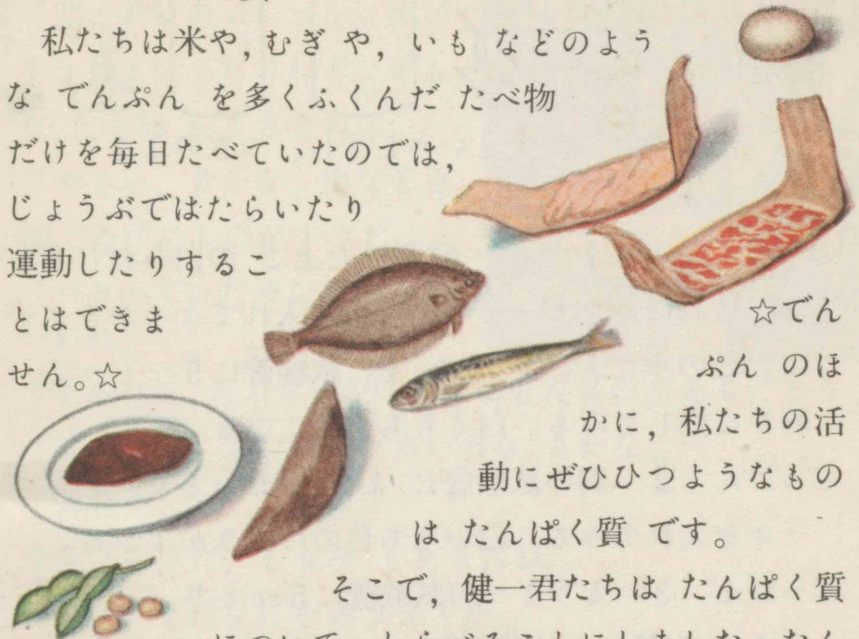 私たちは米や，むぎ や，いも などのよう
な でんぷん を多くふくんだ たべ物
だけを毎日たべていたのでは，
じょうぶではたらいたり
運動したりするこ
とはできま
せん。☆
☆でん
ぷん のほ
かに，私たちの活
動にぜひひつようなもの
は たんぱく質 です。
そこで，健一君たちは たんぱく質